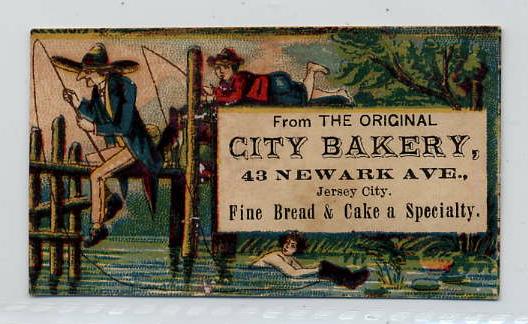 From THE ORIGINAL
CITY BAKERY,
43 NEWARK AVE.,
Jersey City.
Fine Bread & Cake a Specialty.